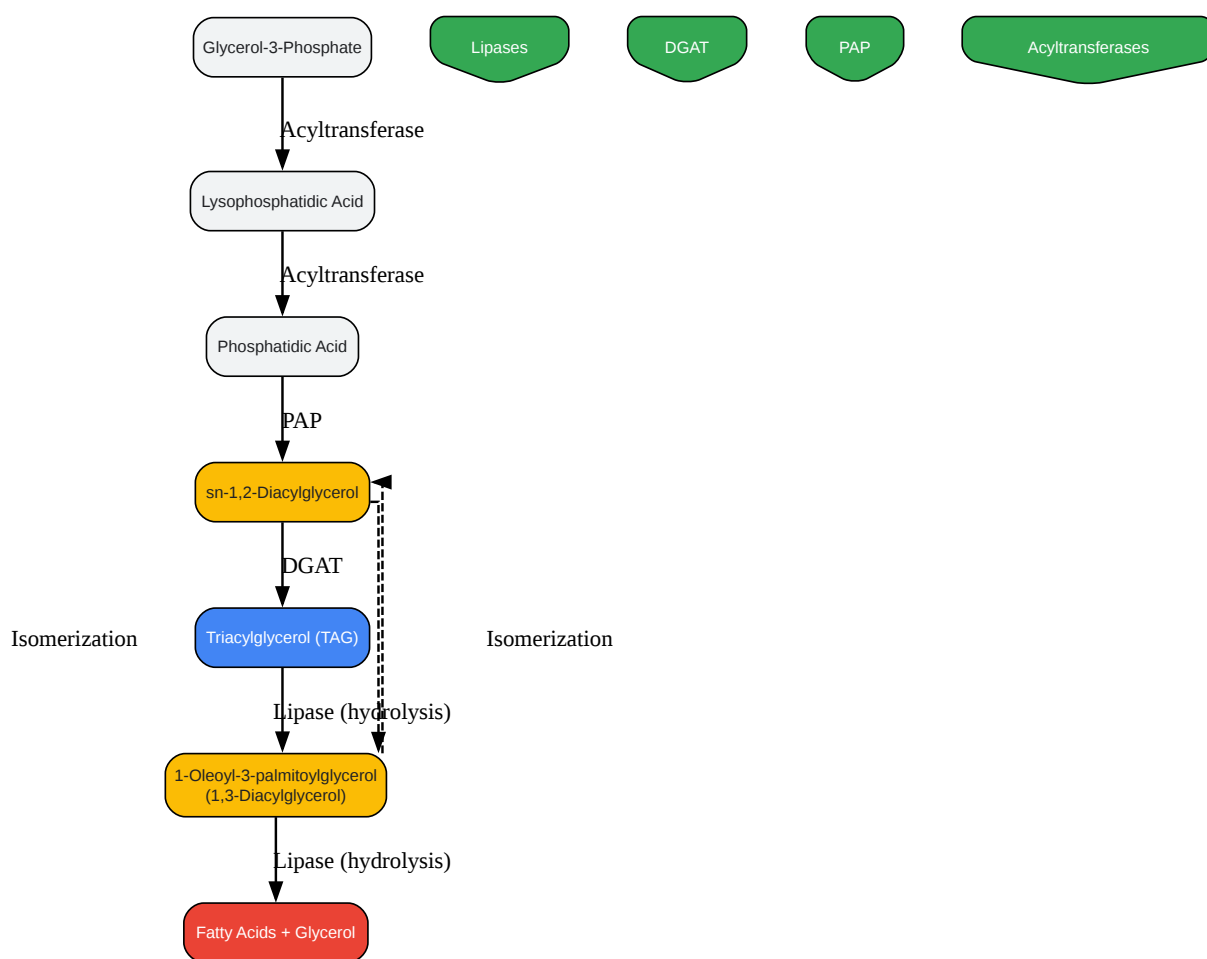 Glycerol-3-Phosphate
Lipases
DGAT
PAP
Acyltransferases
Acyltransferase
Lysophosphatidic Acid
Acyltransferase
Phosphatidic Acid
PAP
sn-1,2-Diacylglycerol
DGAT
Isomerization
Triacylglycerol (TAG)
Isomerization
Lipase (hydrolysis)
1-Oleoyl-3-palmitoylglycerol
(1,3-Diacylglycerol)
Lipase (hydrolysis)
Fatty Acids + Glycerol